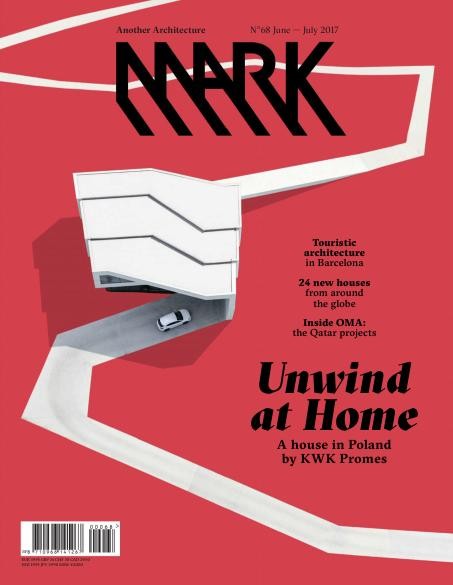 Another Architecture
N°68 June — July 2017
MARK
Touristic
architecture
in Barcelona
24 new houses
from around
the globe
Inside OMA:
the Qatar projects
Unwind
at Home
A house in Poland
by KWK Promes
00068